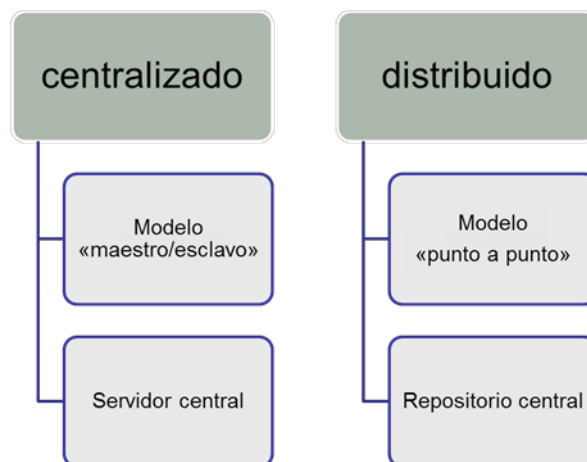 centralizado
Modelo
«maestro/esclavo»
Servidor central
distribuido
Modelo
«punto a punto»
Repositorio central